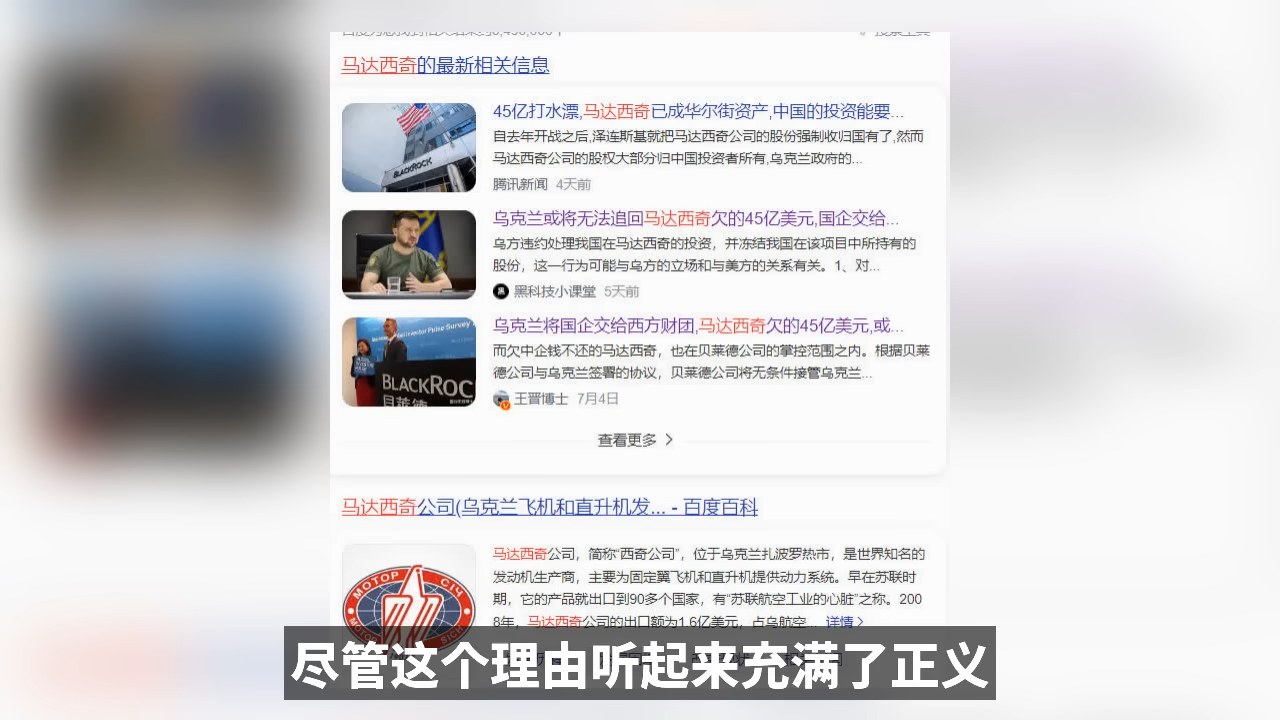 马达西奇的最新相关信息
45亿打水漂,马达西奇已成华尔街资产,中国的投资能要...
自去年开战之后,泽连斯基就把马达西奇公司的股份强制收归国有了,然而
马达西奇公司的股权大部分归中国投资者所有,乌克兰政府的...
腾讯新闻 4天前
BLACKROCK
乌克兰或将无法追回马达西奇欠的45亿美元,国企交给...
乌方违约处理我国在马达西奇的投资，并冻结我国在该项目中所持有的
股份，这一行为可能与乌方的立场和与美方的关系有关。1、对...
黑科技小课堂 5天前
乌克兰将国企交给西方财团,马达西奇欠的45亿美元,或...
而欠中企钱不还的马达西奇，也在贝莱德公司的掌控范围之内。根据贝莱
德公司与乌克兰签署的协议，贝莱德公司将无条件接管乌克兰...
王晋博士 7月4日
Investor Pulse Survey
BLACKROC
贝莱德
查看更多 >
马达西奇公司(乌克兰飞机和直升机发... - 百度百科
马达西奇公司，简称“西奇公司”，位于乌克兰扎波罗热市，是世界知名的
发动机生产商，主要为固定翼飞机和直升机提供动力系统。早在苏联时
期，它的产品就出口到90多个国家，有“苏联航空工业的心脏”之称。200
8年，马达西奇公司的出口额为1.6亿美元，占乌航空... 详情>
МОТОР СІЧ
尽管这个理由听起来充满了正义